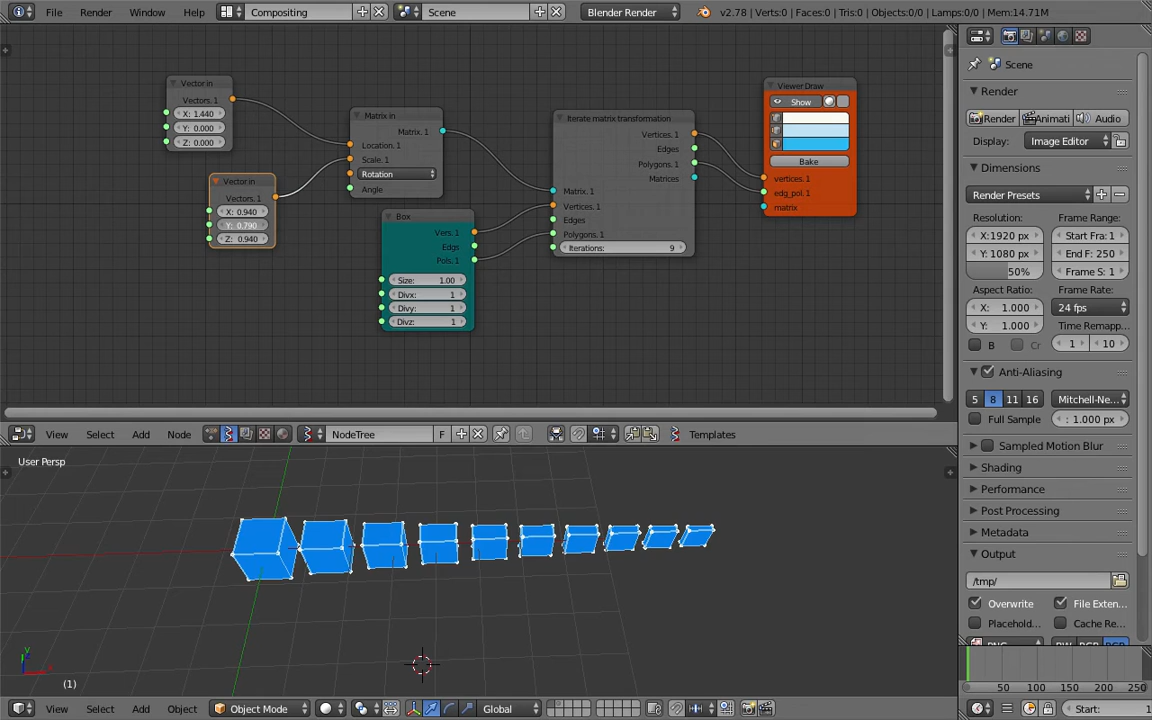 File Render Window Help Compositing Scene Blender Render v2.78 | Verts:0 | Faces:0 | Tris:0 | Objects:0/0 | Lamps:0/0 | Mem:14.71M
Scene
Render
Render Animati Audio
Display: Image Editor
Dimensions
Render Presets
Resolution: Frame Range:
X:1920 px Start Fra: 1
Y: 1080 px End F: 250
50% Frame S: 1
Aspect Ratio: Frame Rate:
X: 1.000 24 fps
Y: 1.000 Time Remapp...
B Cr 1 10
Anti-Aliasing
5 8 11 16 Mitchell-Ne...
Full Sample : 1.000 px
Sampled Motion Blur
Shading
Performance
Post Processing
Metadata
Output
/tmp/
Overwrite File Exten...
Placehold... Cache Re...
Vector in
Vectors. 1
X: 1.440
Y: 0.000
Z: 0.000
Vector in
Vectors. 1
X: 0.940
Y: 0.790
Z: 0.940
Matrix in
Matrix. 1
Location. 1
Scale. 1
Rotation
Angle
Box
Vers. 1
Edgs
Pols. 1
Size: 1.00
Divx: 1
Divy: 1
Divz: 1
Iterate matrix transformation
Vertices. 1
Edges
Polygons. 1
Matrices
Matrix. 1
Vertices. 1
Edges
Polygons. 1
Iterations: 9
Viewer Draw
Show
Bake
vertices. 1
edg_pol. 1
matrix
View Select Add Node NodeTree F Templates
User Persp
(1)
View Select Add Object Object Mode Global
50 100 150 200 250
Start: 1